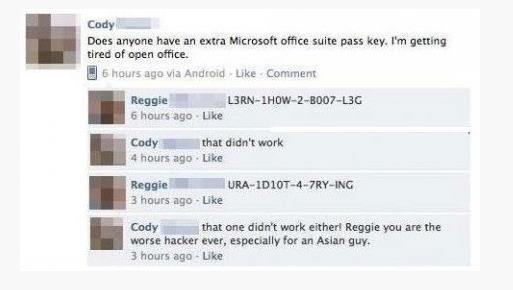 Cody
Does anyone have an extra Microsoft office suite pass key. I'm getting
tired of open office.
6 hours ago via Android · Like · Comment
Reggie L3RN-1H0W-2-B007-L3G
6 hours ago · Like
Cody that didn't work
4 hours ago · Like
Reggie URA-1D10T-4-7RY-ING
3 hours ago · Like
Cody that one didn't work either! Reggie you are the
worse hacker ever, especially for an Asian guy.
3 hours ago · Like